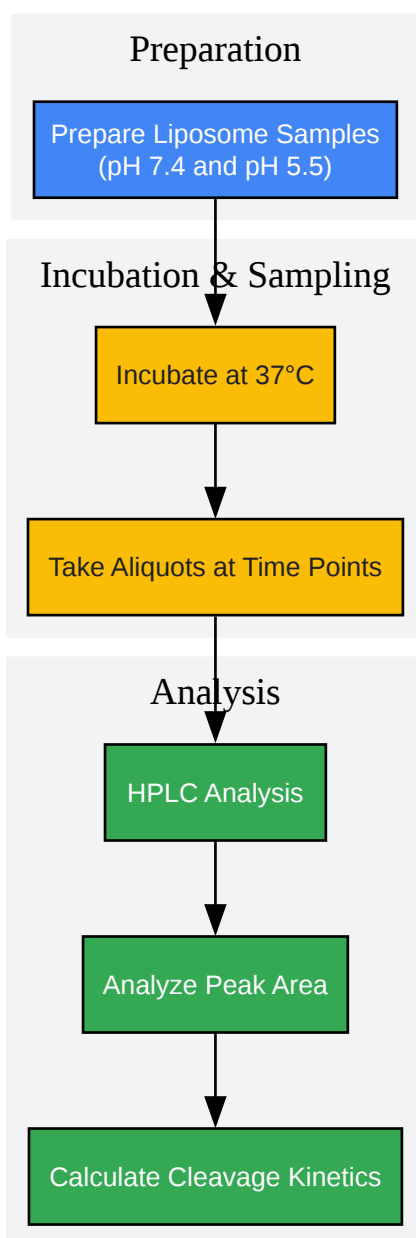 Preparation
Prepare Liposome Samples
(pH 7.4 and pH 5.5)
Incubation & Sampling
Incubate at 37°C
Take Aliquots at Time Points
Analysis
HPLC Analysis
Analyze Peak Area
Calculate Cleavage Kinetics